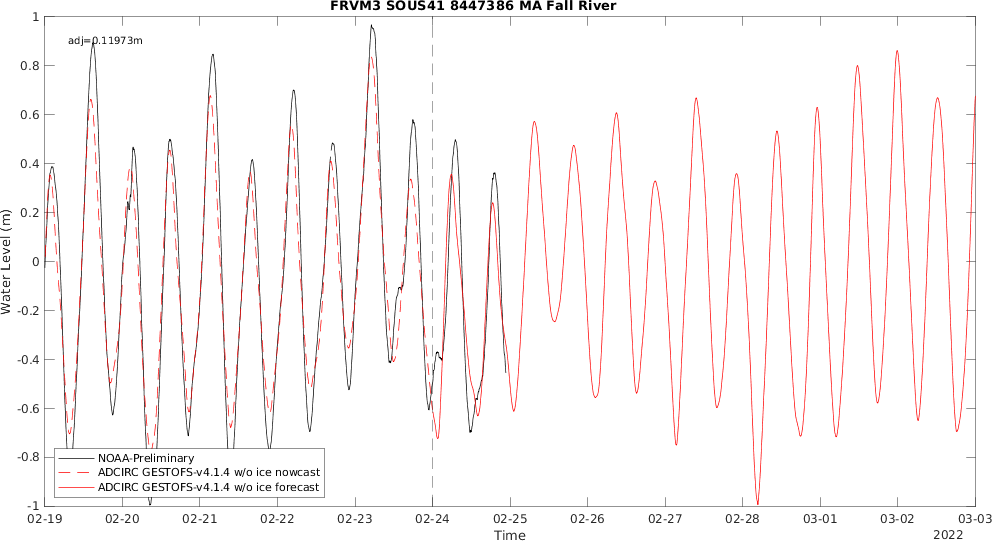 FRVM3 SOUS41 8447386 MA Fall River
adj=0.11973m
1
0.8
0.6
0.4
0.2
0
-0.2
-0.4
-0.6
-0.8
-1
Water Level (m)
NOAA-Preliminary
ADCIRC GESTOFS-v4.1.4 w/o ice nowcast
ADCIRC GESTOFS-v4.1.4 w/o ice forecast
02-19 02-20 02-21 02-22 02-23 02-24 02-25 02-26 02-27 02-28 03-01 03-02 03-03
Time
2022